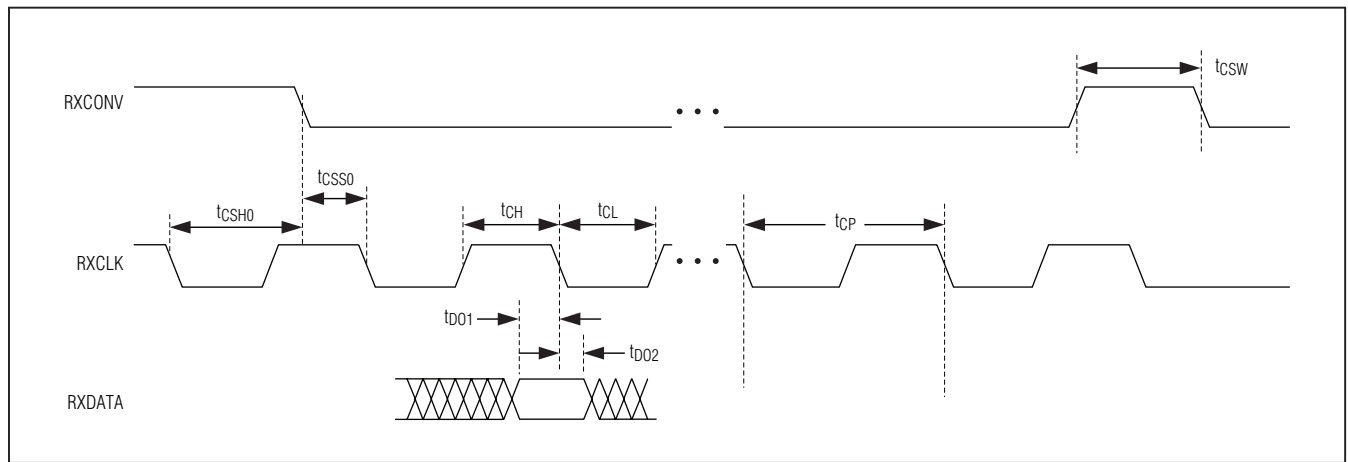 RXCONV
tCSW
tCSS0
tCSH0
tCH
tCL
tCP
RXCLK
tDO1
tDO2
RXDATA